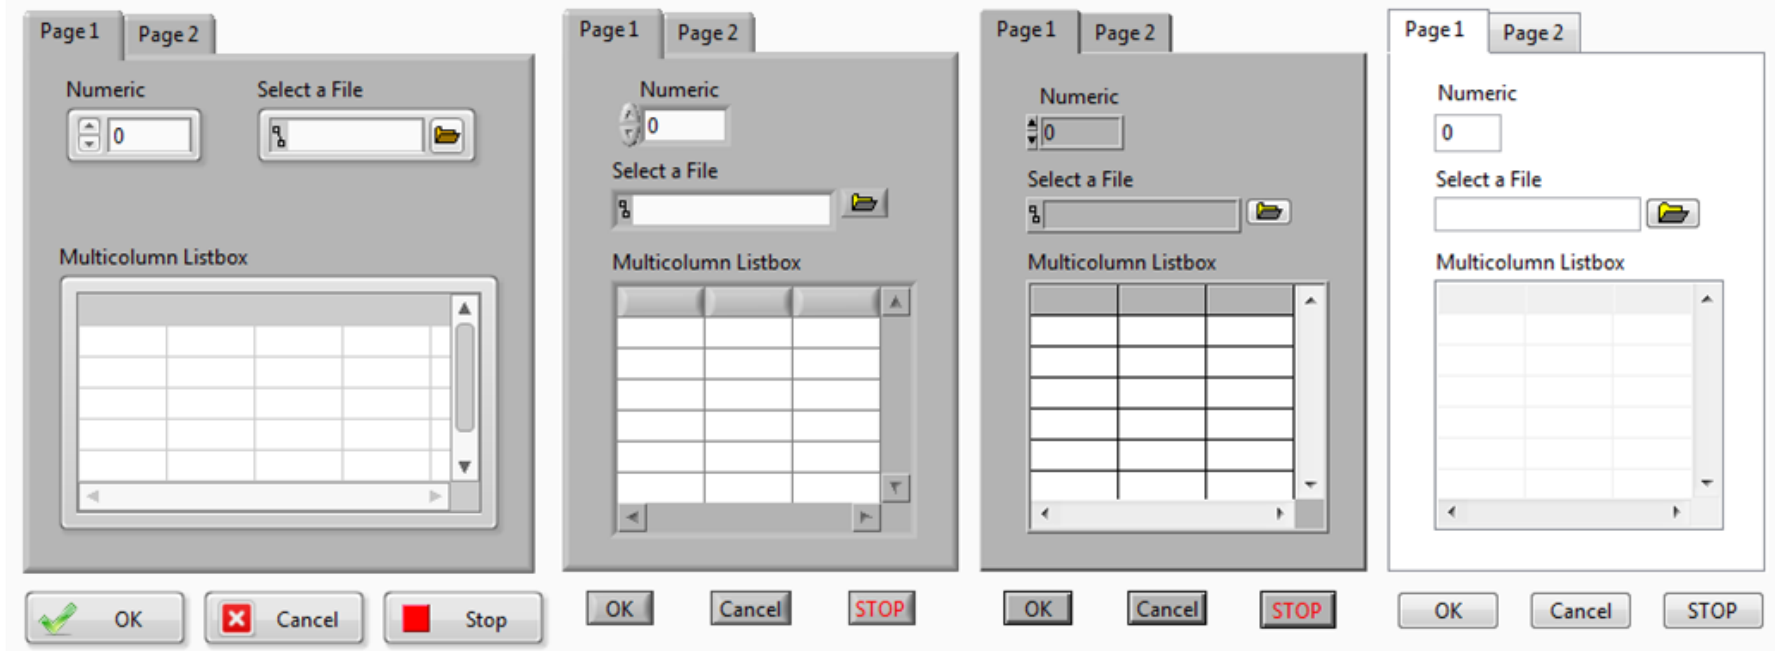 Page 1 Page 2
Numeric Select a File
0
Multicolumn Listbox
OK Cancel Stop
Page 1 Page 2
Numeric
0
Select a File
Multicolumn Listbox
OK Cancel STOP
Page 1 Page 2
Numeric
0
Select a File
Multicolumn Listbox
OK Cancel STOP
Page 1 Page 2
Numeric
0
Select a File
Multicolumn Listbox
OK Cancel STOP